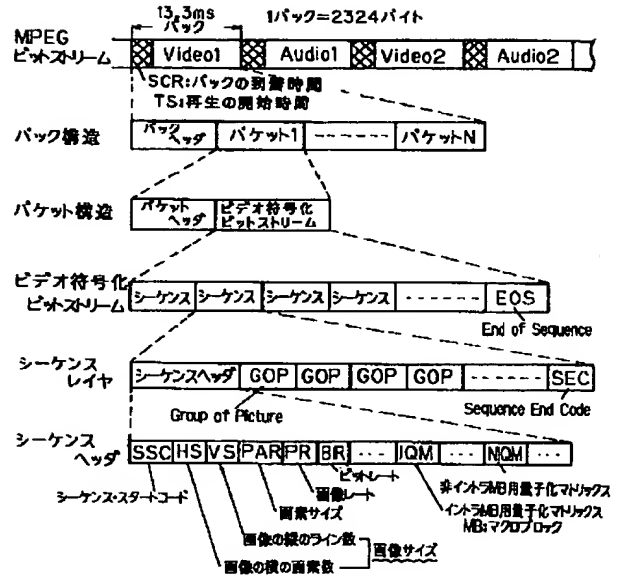 13.3ms
パック
1パック=2324バイト
MPEG
ビットストリーム
Video1
Audio1
Video2
Audio2
SCR:パックの到着時間
TS:再生の開始時間
パック構造
パック
ヘッダ
パケット1
パケットN
パケット構造
パケット
ヘッダ
ビデオ符号化
ビットストリーム
ビデオ符号化
ビットストリーム
シーケンス
シーケンス
シーケンス
シーケンス
EOS
End of Sequence
シーケンス
レイヤ
シーケンスヘッダ
GOP
GOP
GOP
GOP
SEC
Group of Picture
Sequence End Code
シーケンス
ヘッダ
SSC
HS
VS
PAR
PR
BR
...
IQM
...
NQM
...
シーケンス・スタートコード
ビットレート
画像レート
画素サイズ
非イントラMB用量子化マトリックス
イントラMB用量子化マトリックス
MB:マクロブロック
画像の縦のライン数
画像サイズ
画像の横の画素数